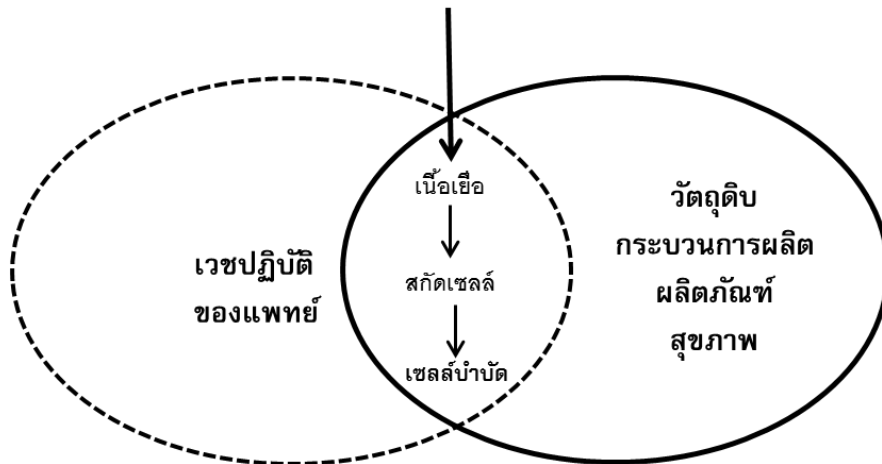 เนื้อเยื่อ
สกัดเซลล์
เซลล์บำบัด
เวชปฏิบัติ
ของแพทย์
วัตถุดิบ
กระบวนการผลิต
ผลิตภัณฑ์
สุขภาพ